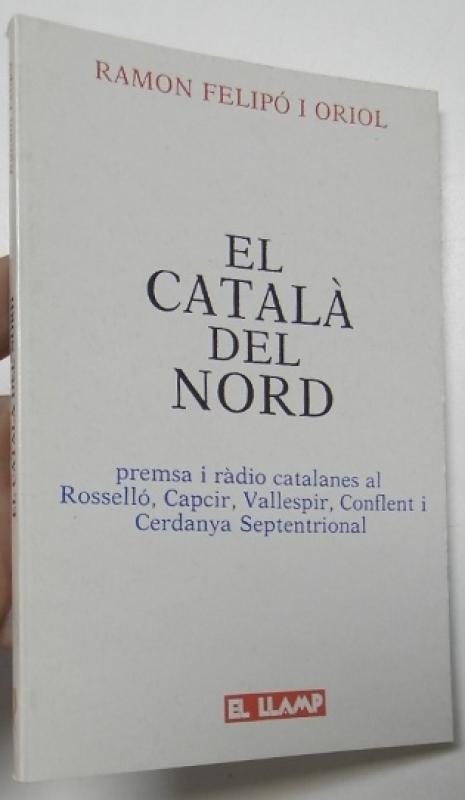 RAMON FELIPÓ I ORIOL
EL
CATALÀ
DEL
NORD
premsa i ràdio catalanes al
Rosselló, Capcir, Vallespir, Conflent i
Cerdanya Septentrional
EL LLAMP